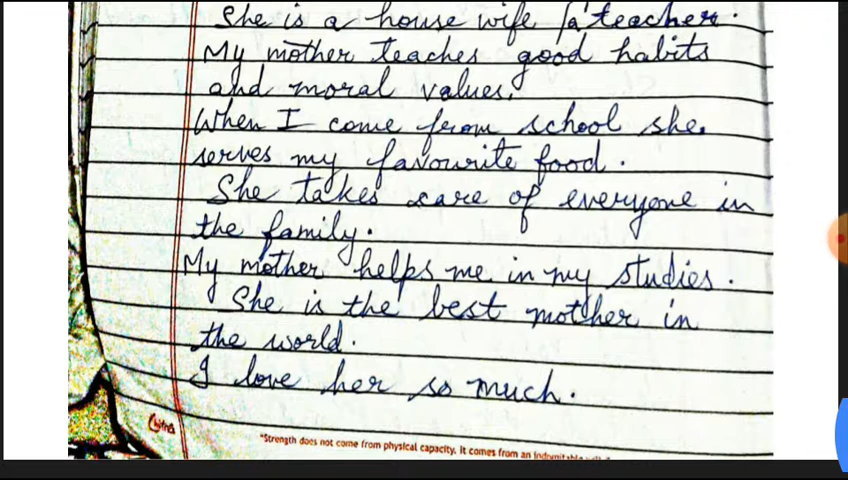 She is a house wife / a teacher.
My mother teaches good habits
and moral values.
When I come from school she
serves my favourite food.
She takes care of everyone in
the family.
My mother helps me in my studies.
She is the best mother in
the world.
I love her so much.
"Strength does not come from physical capacity. It comes from an indomitable